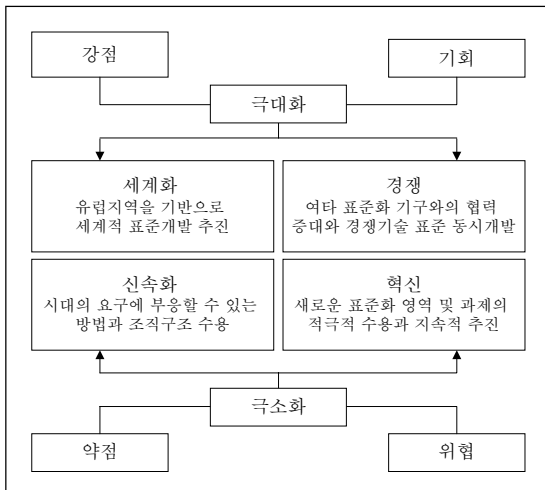 강점
기회
극대화
세계화
유럽지역을 기반으로
세계적 표준개발 추진
경쟁
여타 표준화 기구와의 협력
증대와 경쟁기술 표준 동시개발
신속화
시대의 요구에 부응할 수 있는
방법과 조직구조 수용
혁신
새로운 표준화 영역 및 과제의
적극적 수용과 지속적 추진
극소화
약점
위협